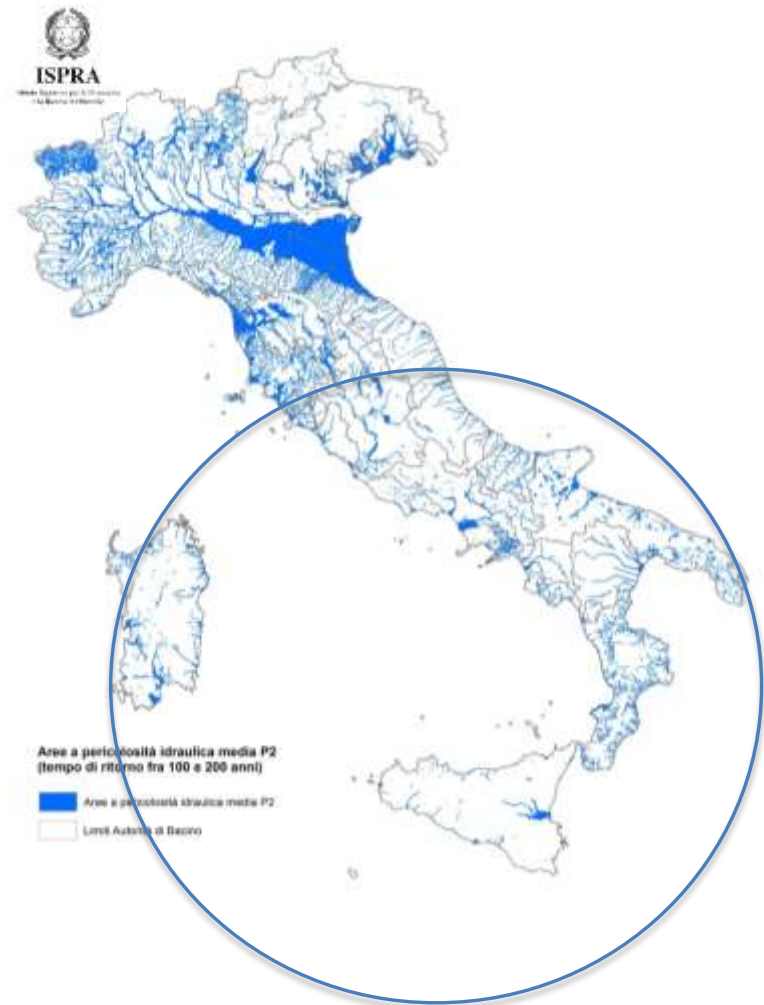 ISPRA
Aree a pericolosità idraulica media P2
(tempo di ritorno fra 100 e 200 anni)
Aree a pericolosità idraulica media P2
Limiti Autorità di Bacino